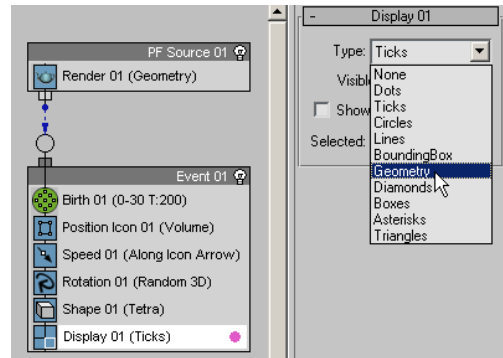 PF Source 01
Render 01 (Geometry)
Event 01
Birth 01 (0-30 T:200)
Position Icon 01 (Volume)
Speed 01 (Along Icon Arrow)
Rotation 01 (Random 3D)
Shape 01 (Tetra)
Display 01 (Ticks)
- Display 01
Type: Ticks
Visibl
Show
Selected:
None
Dots
Ticks
Circles
Lines
BoundingBox
Geometry
Diamonds
Boxes
Asterisks
Triangles